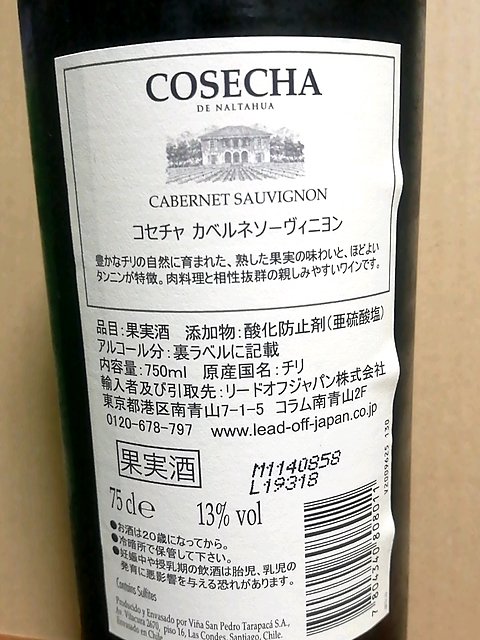 COSECHA
DE NALTAHUA
CABERNET SAUVIGNON
コセチャ カベルネソーヴィニヨン
豊かなチリの自然に育まれた、熟した果実の味わいと、ほどよい
タンニンが特徴。肉料理と相性抜群の親しみやすいワインです。
品目:果実酒 添加物:酸化防止剤(亜硫酸塩)
アルコール分:裏ラベルに記載
内容量:750ml 原産国名:チリ
輸入者及び引取先:リードオフジャパン株式会社
東京都港区南青山7-1-5 コラム南青山2F
0120-678-797 www.lead-off-japan.co.jp
果実酒
M1140858
L19318
75 cl e 13% vol
●お酒は20歳になってから。
●冷暗所で保管して下さい。
●妊娠中や授乳期の飲酒は胎児、乳児の
発育に悪影響を与える恐れがあります。
Contains Sulfites
Producido y Envasado por Viña San Pedro Tarapacá S.A.,
Av. Vitacura 2670, piso 16, Las Condes, Santiago, Chile.
Envasado en Chile
7 804340 808011
V2009625 130